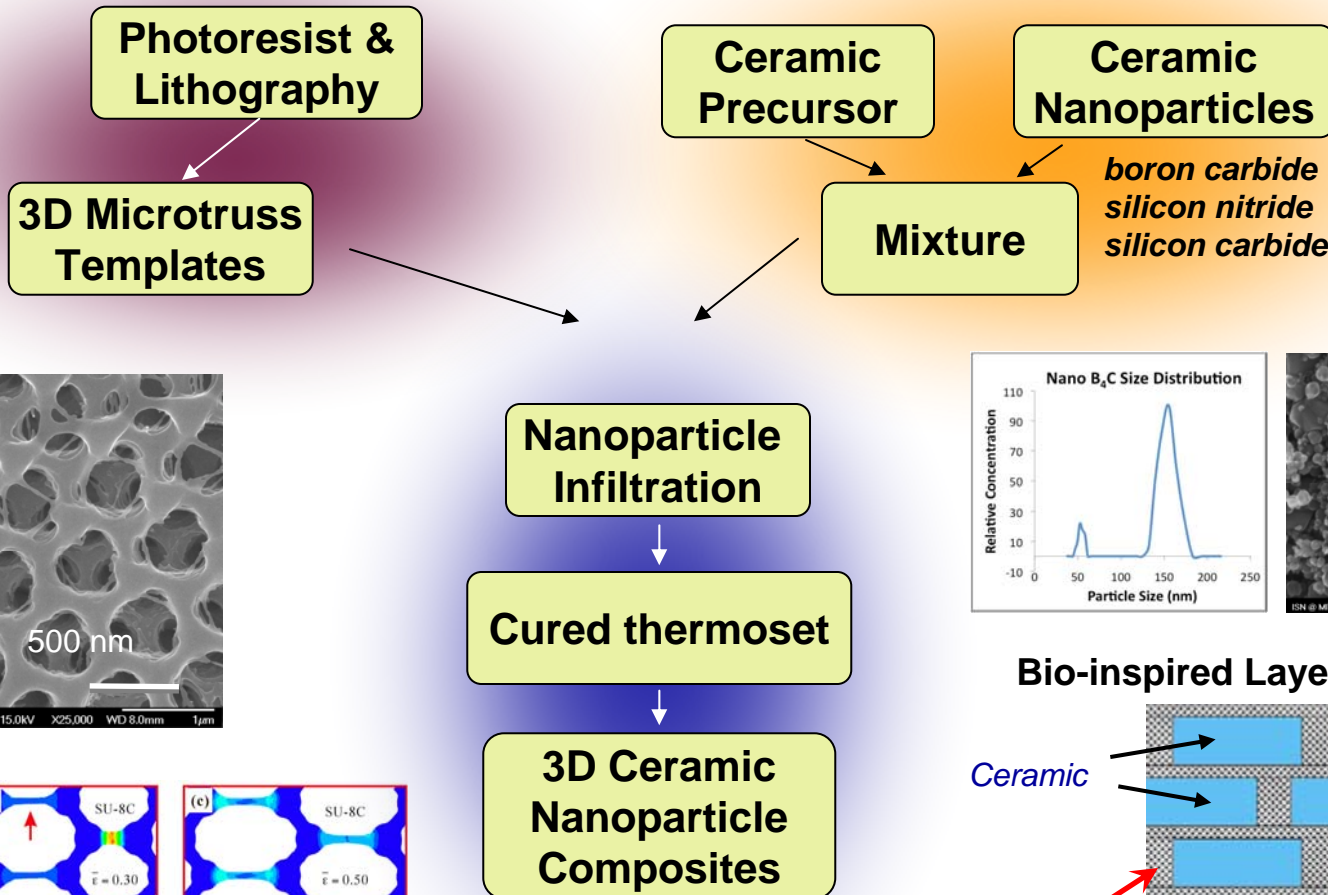 Photoresist &
Lithography
Ceramic
Precursor
Ceramic
Nanoparticles
3D Microtruss
Templates
Mixture
boron carbide
silicon nitride
silicon carbide
Nanoparticle
Infiltration
Cured thermoset
3D Ceramic
Nanoparticle
Composites
500 nm
15.0kV X25,000 WD 8.0mm 1µm
Nano B₄C Size Distribution
Relative Concentration
110
90
70
50
30
10
-10
0 50 100 150 200 250
Particle Size (nm)
ISN @ MI
Bio-inspired Laye
Ceramic
SU-8C
ε̅ = 0.30
(c)
SU-8C
ε̅ = 0.50